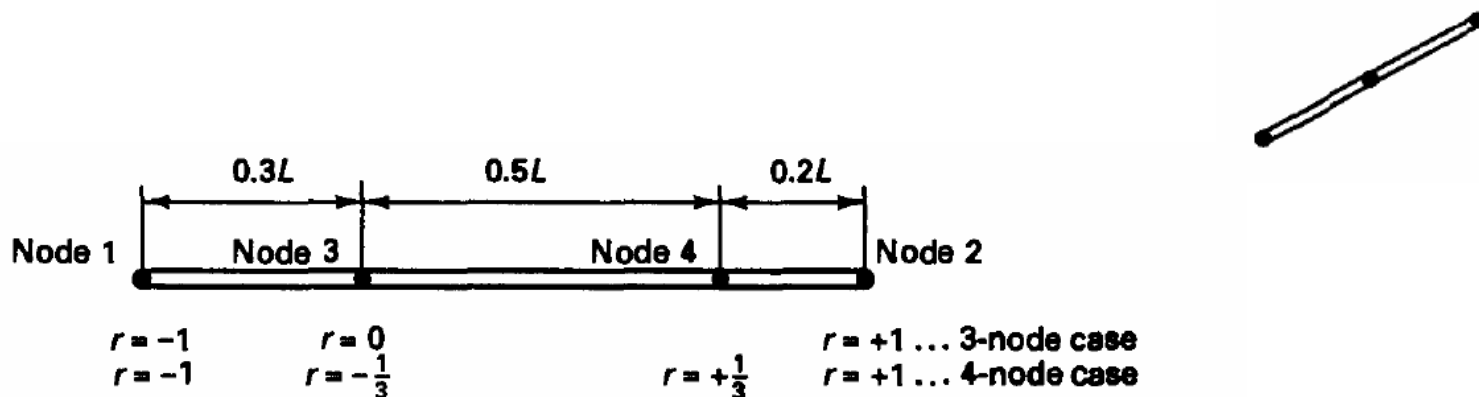 0.3L 0.5L 0.2L
Node 1 Node 3 Node 4 Node 2
r = −1 r = 0 r = +1 ... 3-node case
r = −1 r = −1/3 r = +1/3 r = +1 ... 4-node case